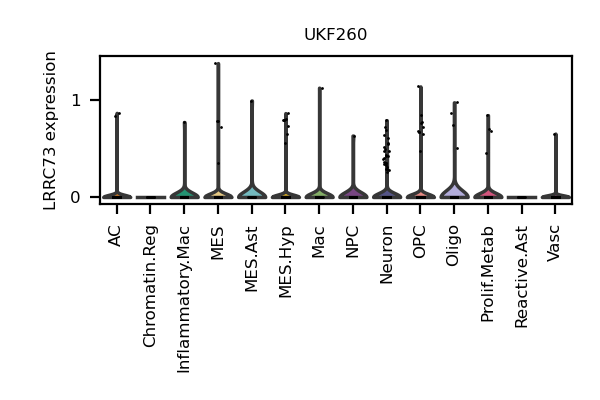 UKF260
LRRC73 expression
1
0
AC
Chromatin.Reg
Inflammatory.Mac
MES
MES.Ast
MES.Hyp
Mac
NPC
Neuron
OPC
Oligo
Prolif.Metab
Reactive.Ast
Vasc